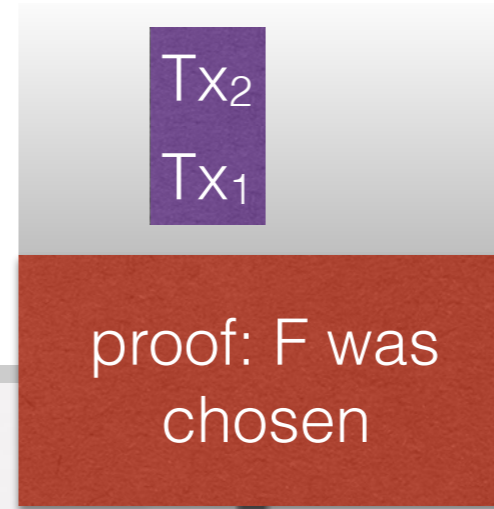 Tx₂
Tx₁
proof: F was
chosen